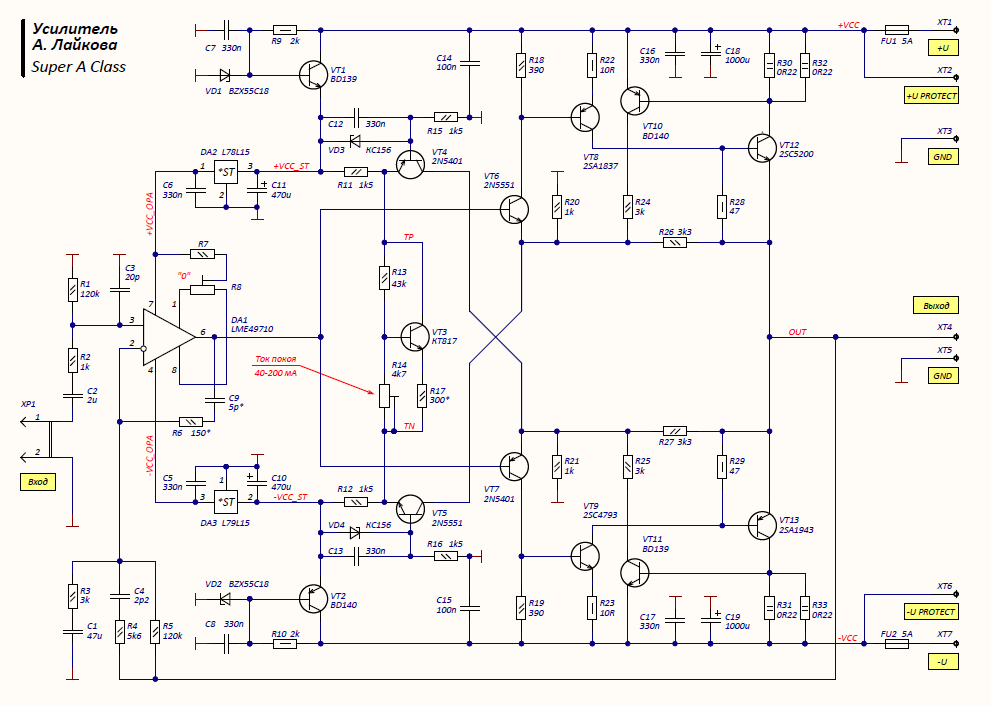 Усилитель
А. Лайкова
Super A Class
C7 330n
R9 2k
VD1 BZX55C18
VT1
BD139
C14
100n
R18
390
R22
10R
C16
330n
+
C18
1000u
+VCC
R30
0R22
R32
0R22
FU1 5A
XT1
+U
XT2
+U PROTECT
XT3
GND
C12 330n
VD3 КС156
R15 1k5
VT4
2N5401
R11 1k5
+VCC_ST
DA2 L78L15
1
*ST
3
2
C6
330n
+
C11
470u
+VCC_OPA
VT10
BD140
VT8
2SA1837
VT12
2SC5200
VT6
2N5551
R20
1k
R24
3k
R28
47
R26 3k3
R7
"0"
R8
C3
20p
R1
120k
R2
1k
C2
2u
3
2
7
1
4
8
6
DA1
LME49710
C9
5p*
R6 150*
-VCC_OPA
TP
R13
43k
VT3
КТ817
R14
4k7
R17
300*
TN
Ток покоя
40-200 мА
OUT
Выход
XT4
XT5
GND
XP1
1
2
Вход
C5
330n
1
3
*ST
2
DA3 L79L15
+
C10
470u
-VCC_ST
R12 1k5
VD4 КС156
C13 330n
R16 1k5
VT5
2N5551
VT7
2N5401
R21
1k
R25
3k
R27 3k3
R29
47
VT9
2SC4793
VT11
BD139
VT13
2SA1943
VD2 BZX55C18
VT2
BD140
C8 330n
R10 2k
C15
100n
R19
390
R23
10R
C17
330n
+
C19
1000u
R31
0R22
R33
0R22
-VCC
FU2 5A
XT6
-U PROTECT
XT7
-U
R3
3k
C1
47u
C4
2p2
R4
5k6
R5
120k